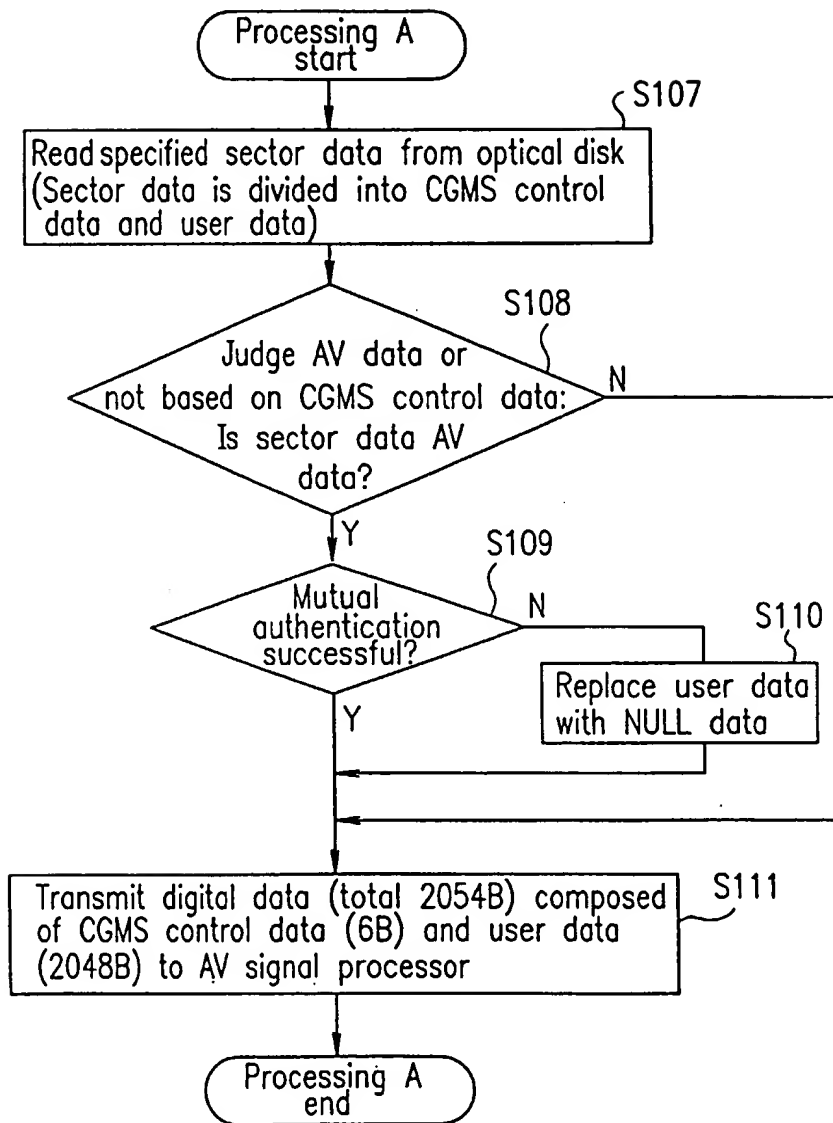 Processing A
start
S107
Read specified sector data from optical disk
(Sector data is divided into CGMS control
data and user data)
S108
Judge AV data or
not based on CGMS control data:
Is sector data AV
data?
N
Y
S109
Mutual
authentication
successful?
N
S110
Replace user data
with NULL data
Y
S111
Transmit digital data (total 2054B) composed
of CGMS control data (6B) and user data
(2048B) to AV signal processor
Processing A
end